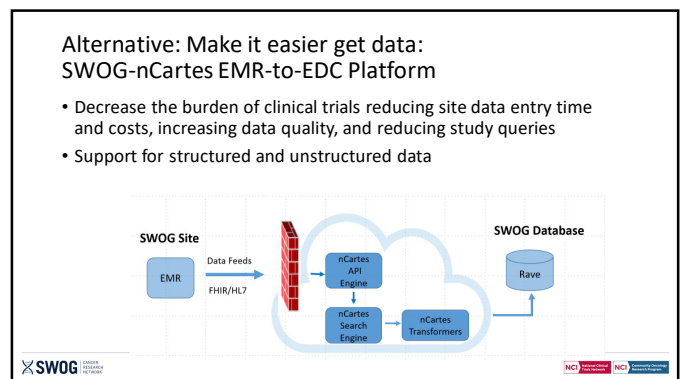 Alternative: Make it easier get data:
SWOG-nCartes EMR-to-EDC Platform
• Decrease the burden of clinical trials reducing site data entry time
and costs, increasing data quality, and reducing study queries
• Support for structured and unstructured data
SWOG Site
EMR
Data Feeds
FHIR/HL7
nCartes
API
Engine
nCartes
Search
Engine
nCartes
Transformers
SWOG Database
Rave
SWOG
CANCER
RESEARCH
NETWORK
NCI
National Clinical
Trials Network
NCI
Community Oncology
Research Program